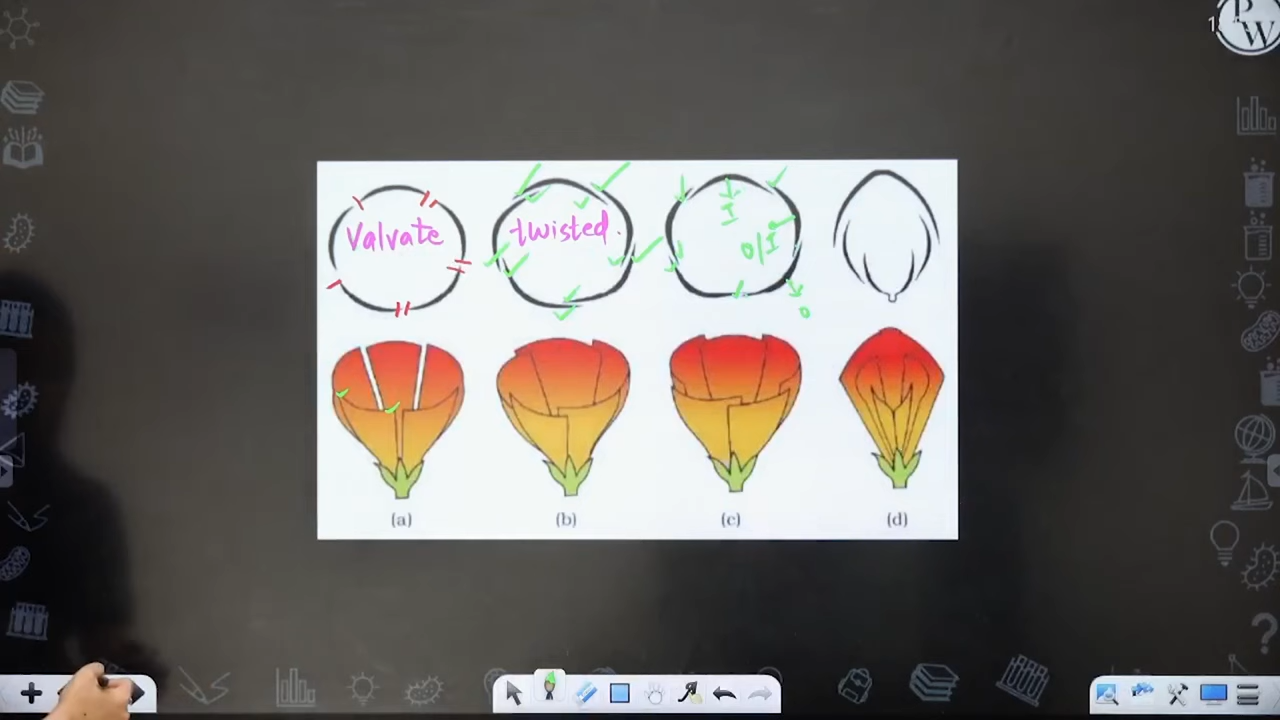 P
W
Valvate
twisted.
I
O/I
O
(a)
(b)
(c)
(d)